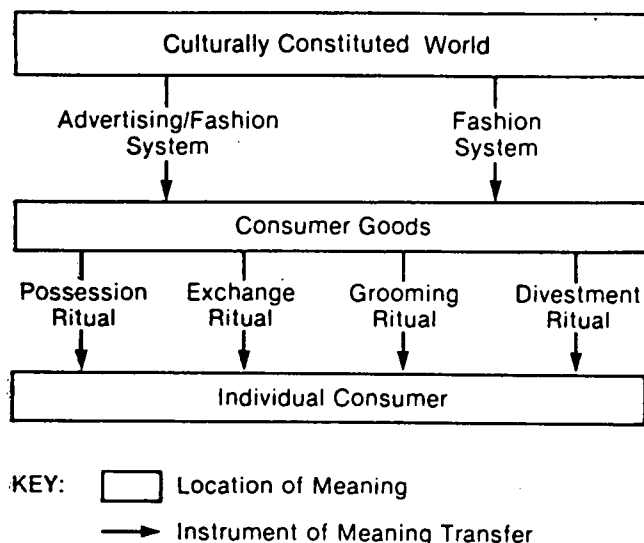 Culturally Constituted World
Advertising/Fashion
System
Fashion
System
Consumer Goods
Possession
Ritual
Exchange
Ritual
Grooming
Ritual
Divestment
Ritual
Individual Consumer
KEY:
Location of Meaning
Instrument of Meaning Transfer